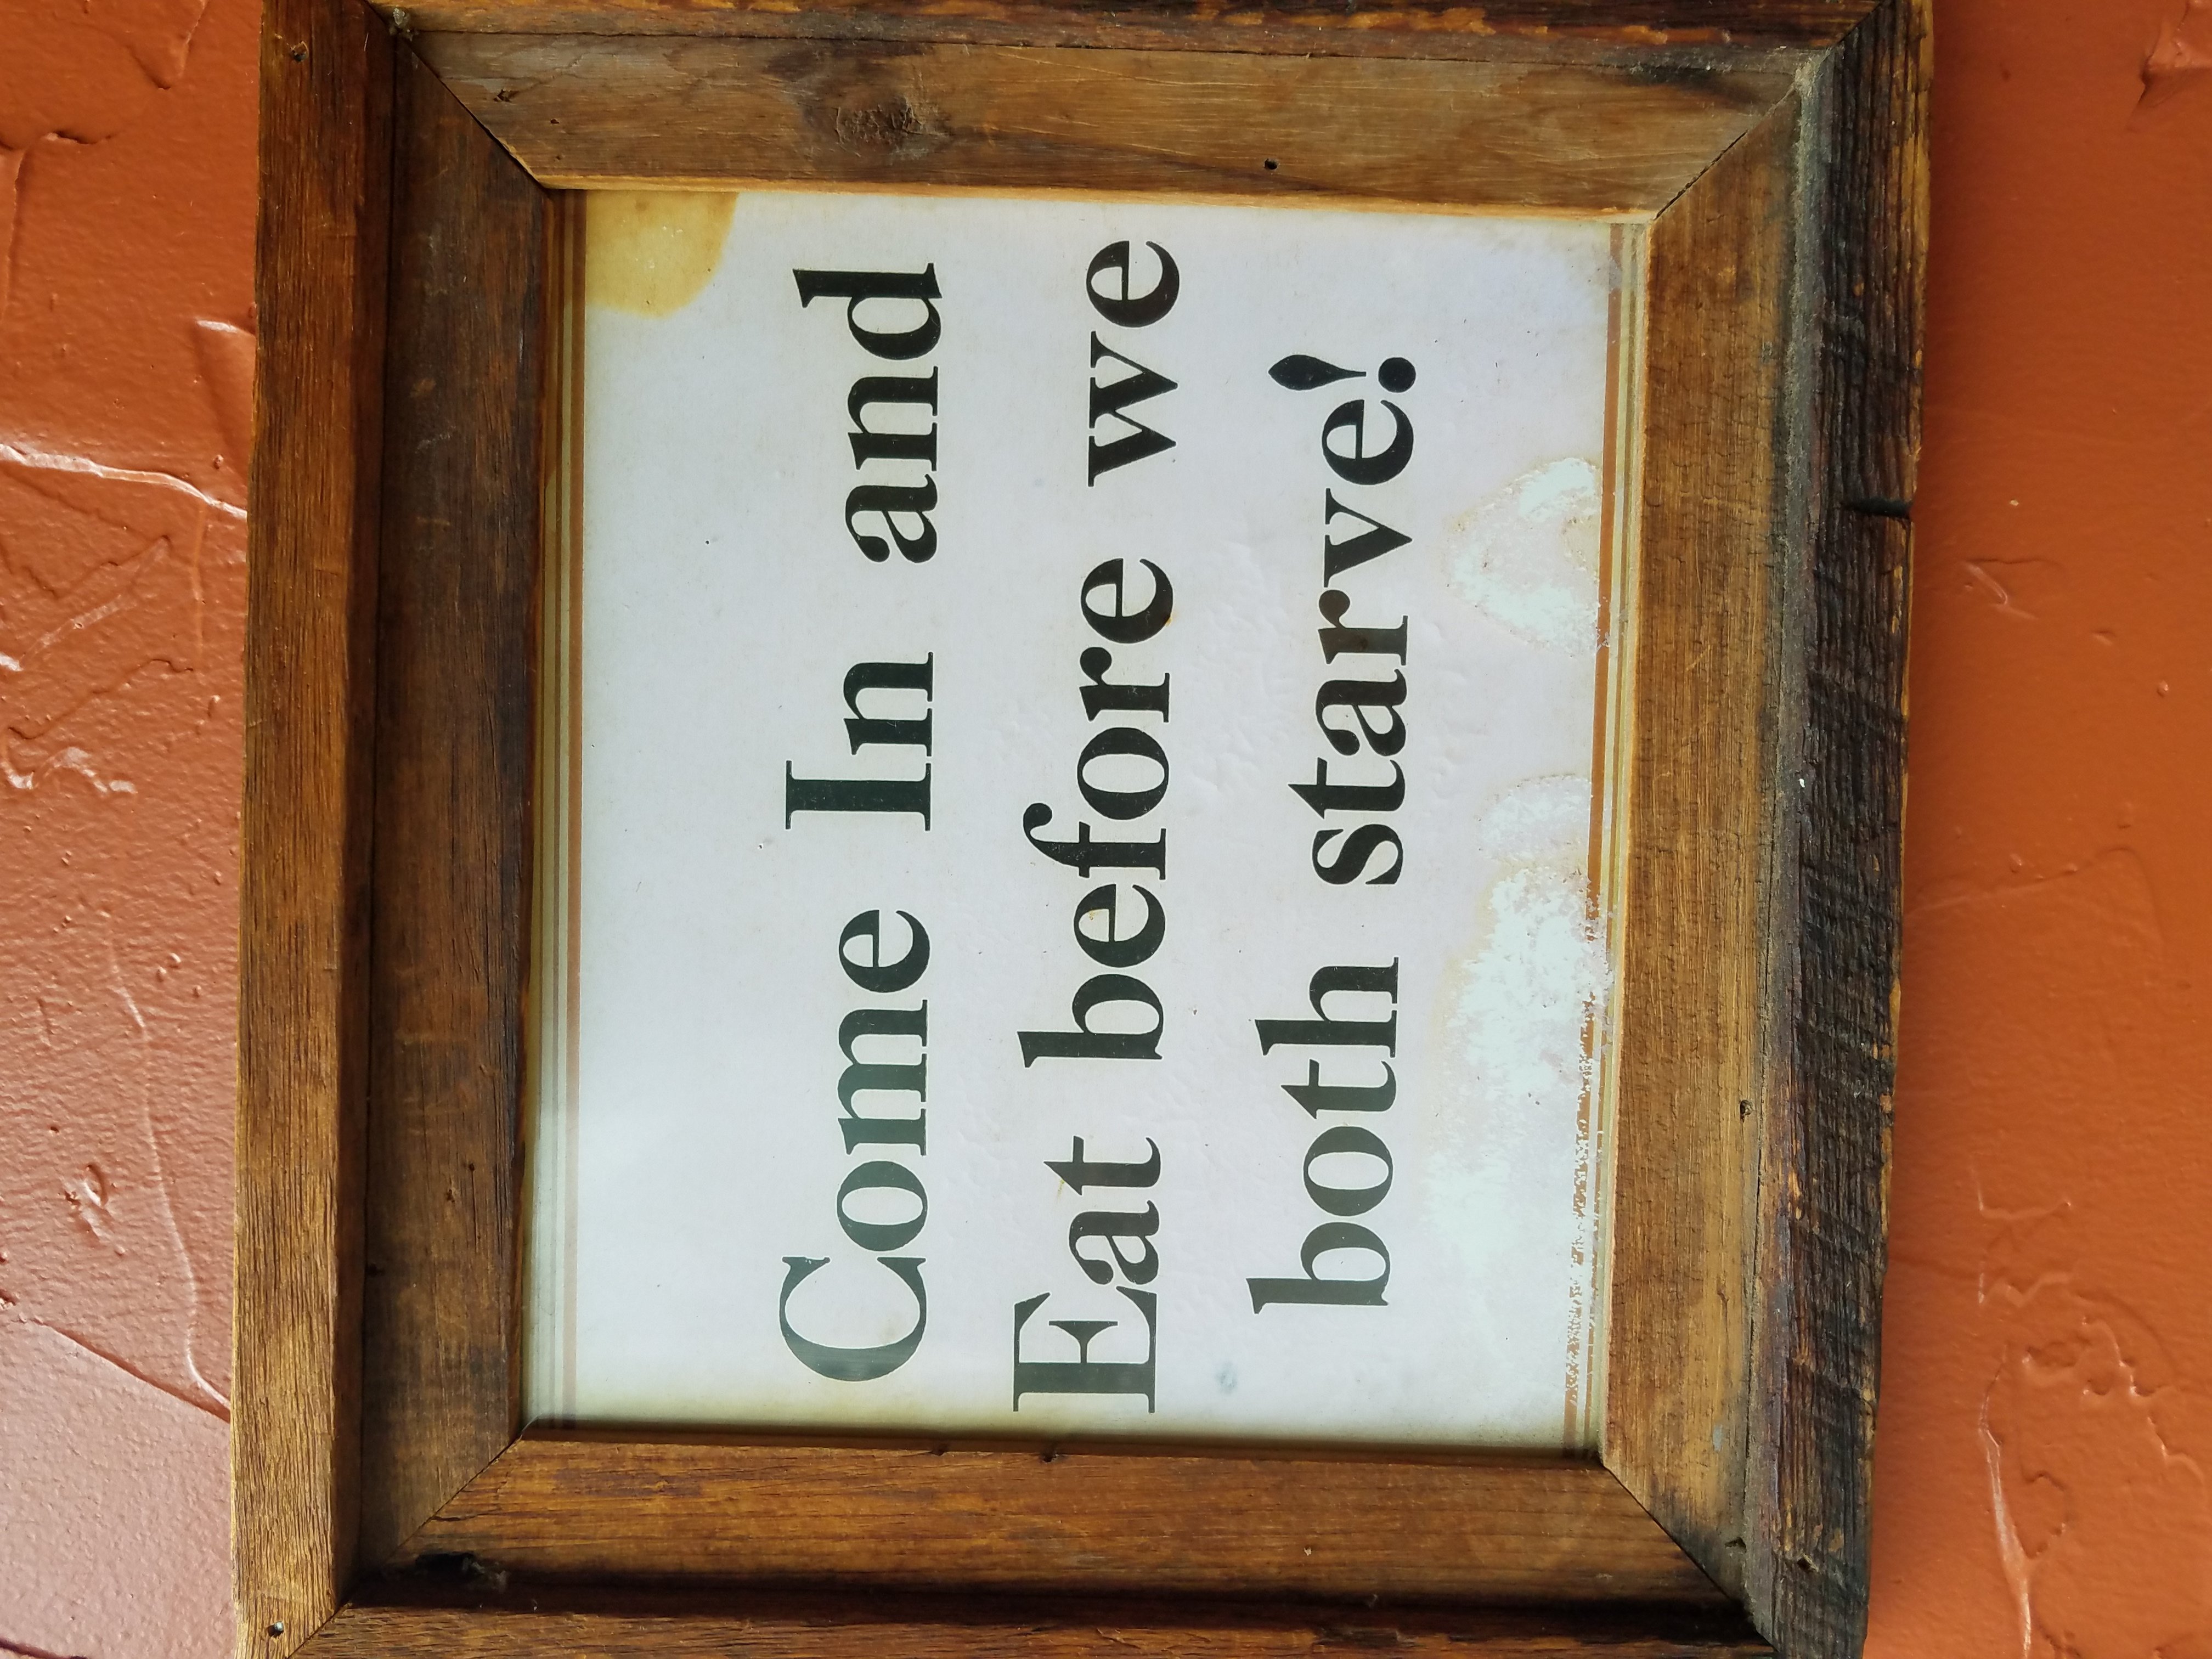 Come In and
Eat before we
both starve!